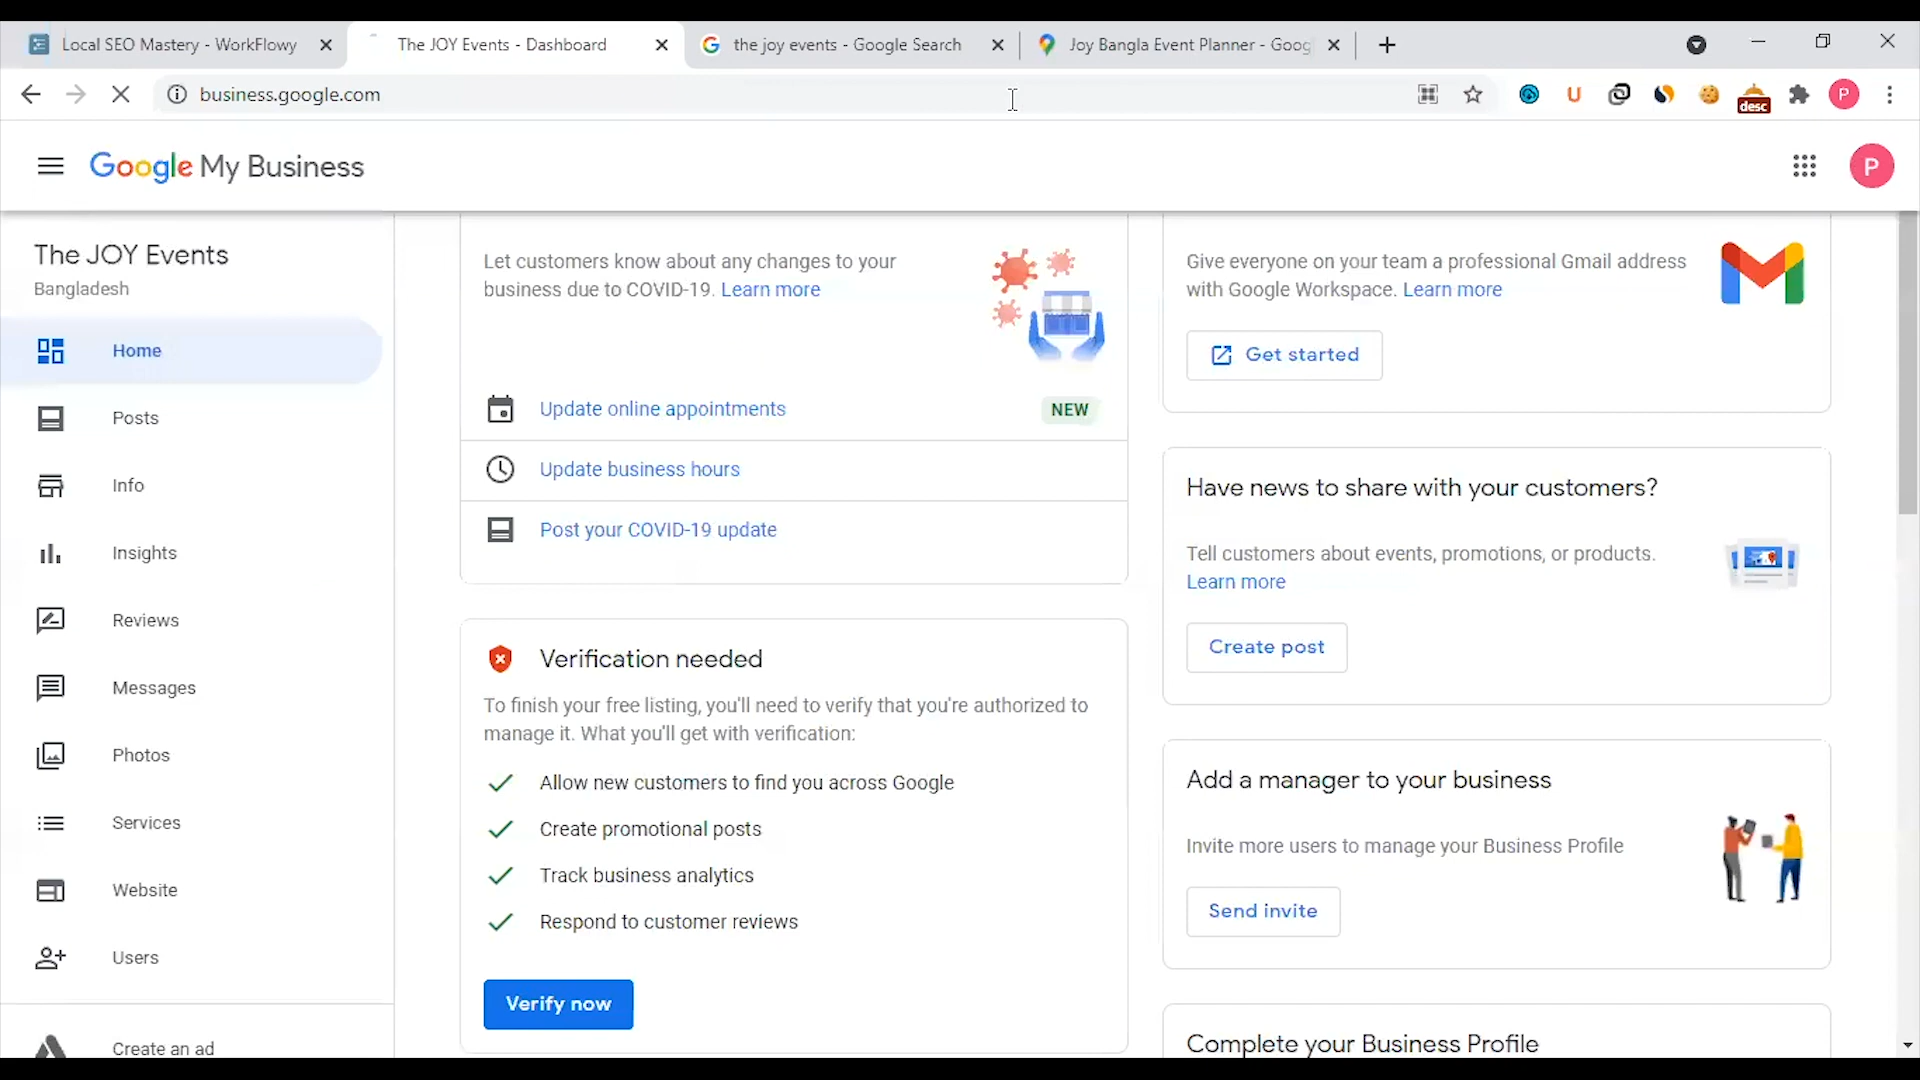 Local SEO Mastery - WorkFlowy
The JOY Events - Dashboard
the joy events - Google Search
Joy Bangla Event Planner - Goog
business.google.com
U
desc
P
Google My Business
P
The JOY Events
Bangladesh
Home
Posts
Info
Insights
Reviews
Messages
Photos
Services
Website
Users
Create an ad
Let customers know about any changes to your
business due to COVID-19. Learn more
Update online appointments
NEW
Update business hours
Post your COVID-19 update
Verification needed
To finish your free listing, you'll need to verify that you're authorized to
manage it. What you'll get with verification:
Allow new customers to find you across Google
Create promotional posts
Track business analytics
Respond to customer reviews
Verify now
Give everyone on your team a professional Gmail address
with Google Workspace. Learn more
Get started
Have news to share with your customers?
Tell customers about events, promotions, or products.
Learn more
Create post
Add a manager to your business
Invite more users to manage your Business Profile
Send invite
Complete your Business Profile